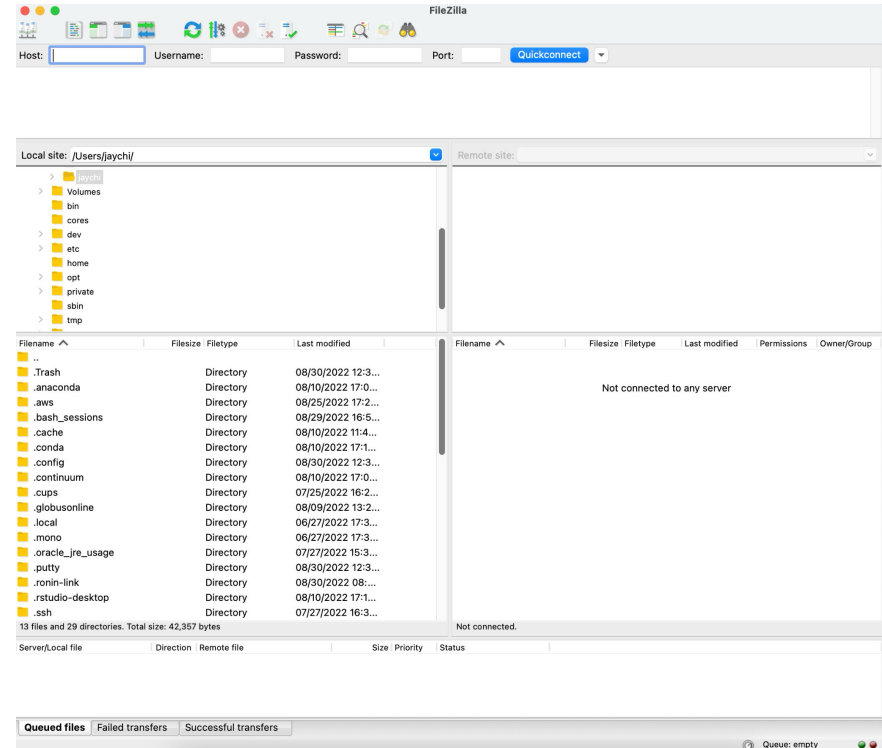 FileZilla
Host: Username: Password: Port: Quickconnect
Local site: /Users/jaychi/ Remote site:
jaychi
Volumes
bin
cores
dev
etc
home
opt
private
sbin
tmp
Filename Filesize Filetype Last modified Filename Filesize Filetype Last modified Permissions Owner/Group
..
.Trash Directory 08/30/2022 12:3...
.anaconda Directory 08/10/2022 17:0...
Not connected to any server
.aws Directory 08/25/2022 17:2...
.bash_sessions Directory 08/29/2022 16:5...
.cache Directory 08/10/2022 11:4...
.conda Directory 08/10/2022 17:1...
.config Directory 08/30/2022 12:3...
.continuum Directory 08/10/2022 17:0...
.cups Directory 07/25/2022 16:2...
.globusonline Directory 08/09/2022 13:2...
.local Directory 06/27/2022 17:3...
.mono Directory 06/27/2022 17:3...
.oracle_jre_usage Directory 07/27/2022 15:3...
.putty Directory 08/30/2022 12:3...
.ronin-link Directory 08/30/2022 08:...
.rstudio-desktop Directory 08/10/2022 17:1...
.ssh Directory 07/27/2022 16:3...
13 files and 29 directories. Total size: 42,357 bytes Not connected.
Server/Local file Direction Remote file Size Priority Status
Queued files Failed transfers Successful transfers
Queue: empty